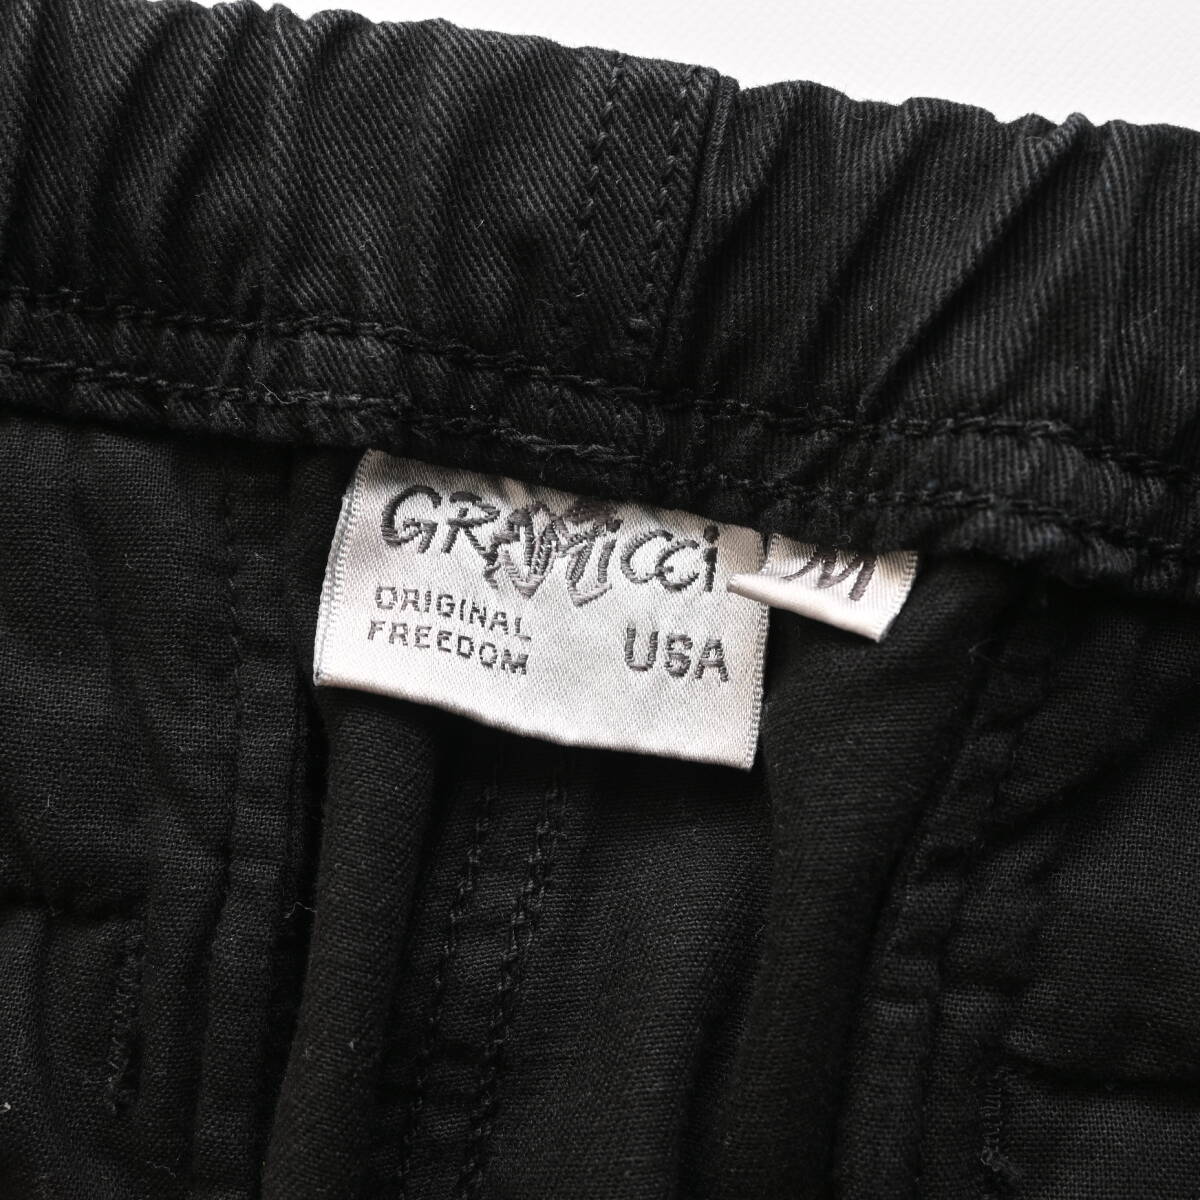 GRAMicci
M
ORIGINAL
FREEDOM
USA